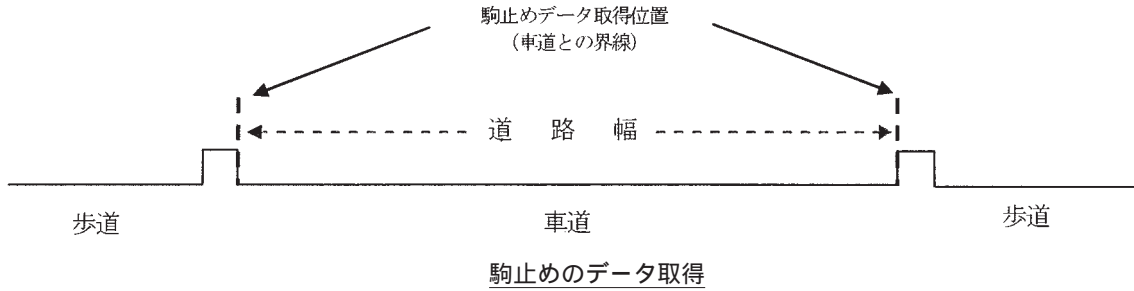 駒止めデータ取得位置
(車道との界線)
道路幅
歩道
車道
歩道
駒止めのデータ取得